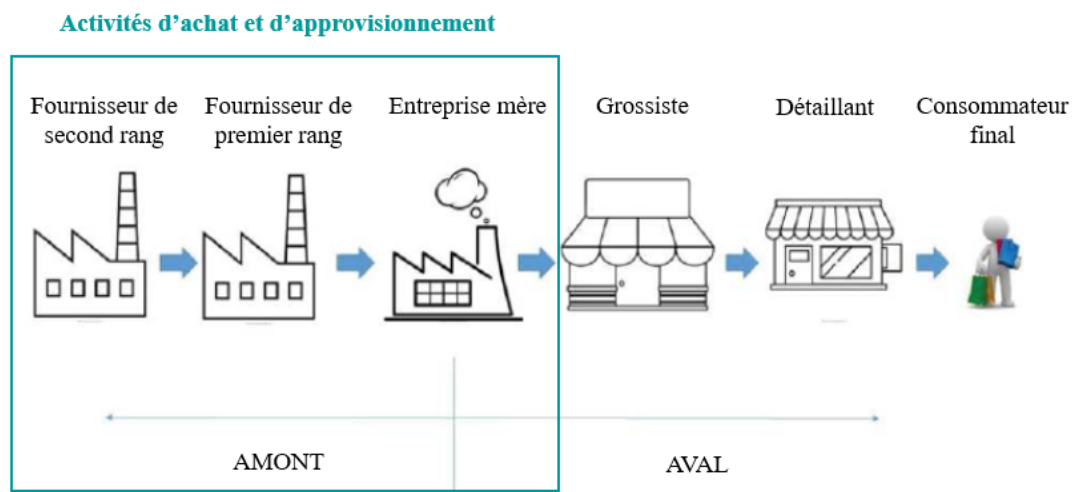 Activités d’achat et d’approvisionnement
Fournisseur de
second rang
Fournisseur de
premier rang
Entreprise mère
Grossiste
Détaillant
Consommateur
final
AMONT
AVAL